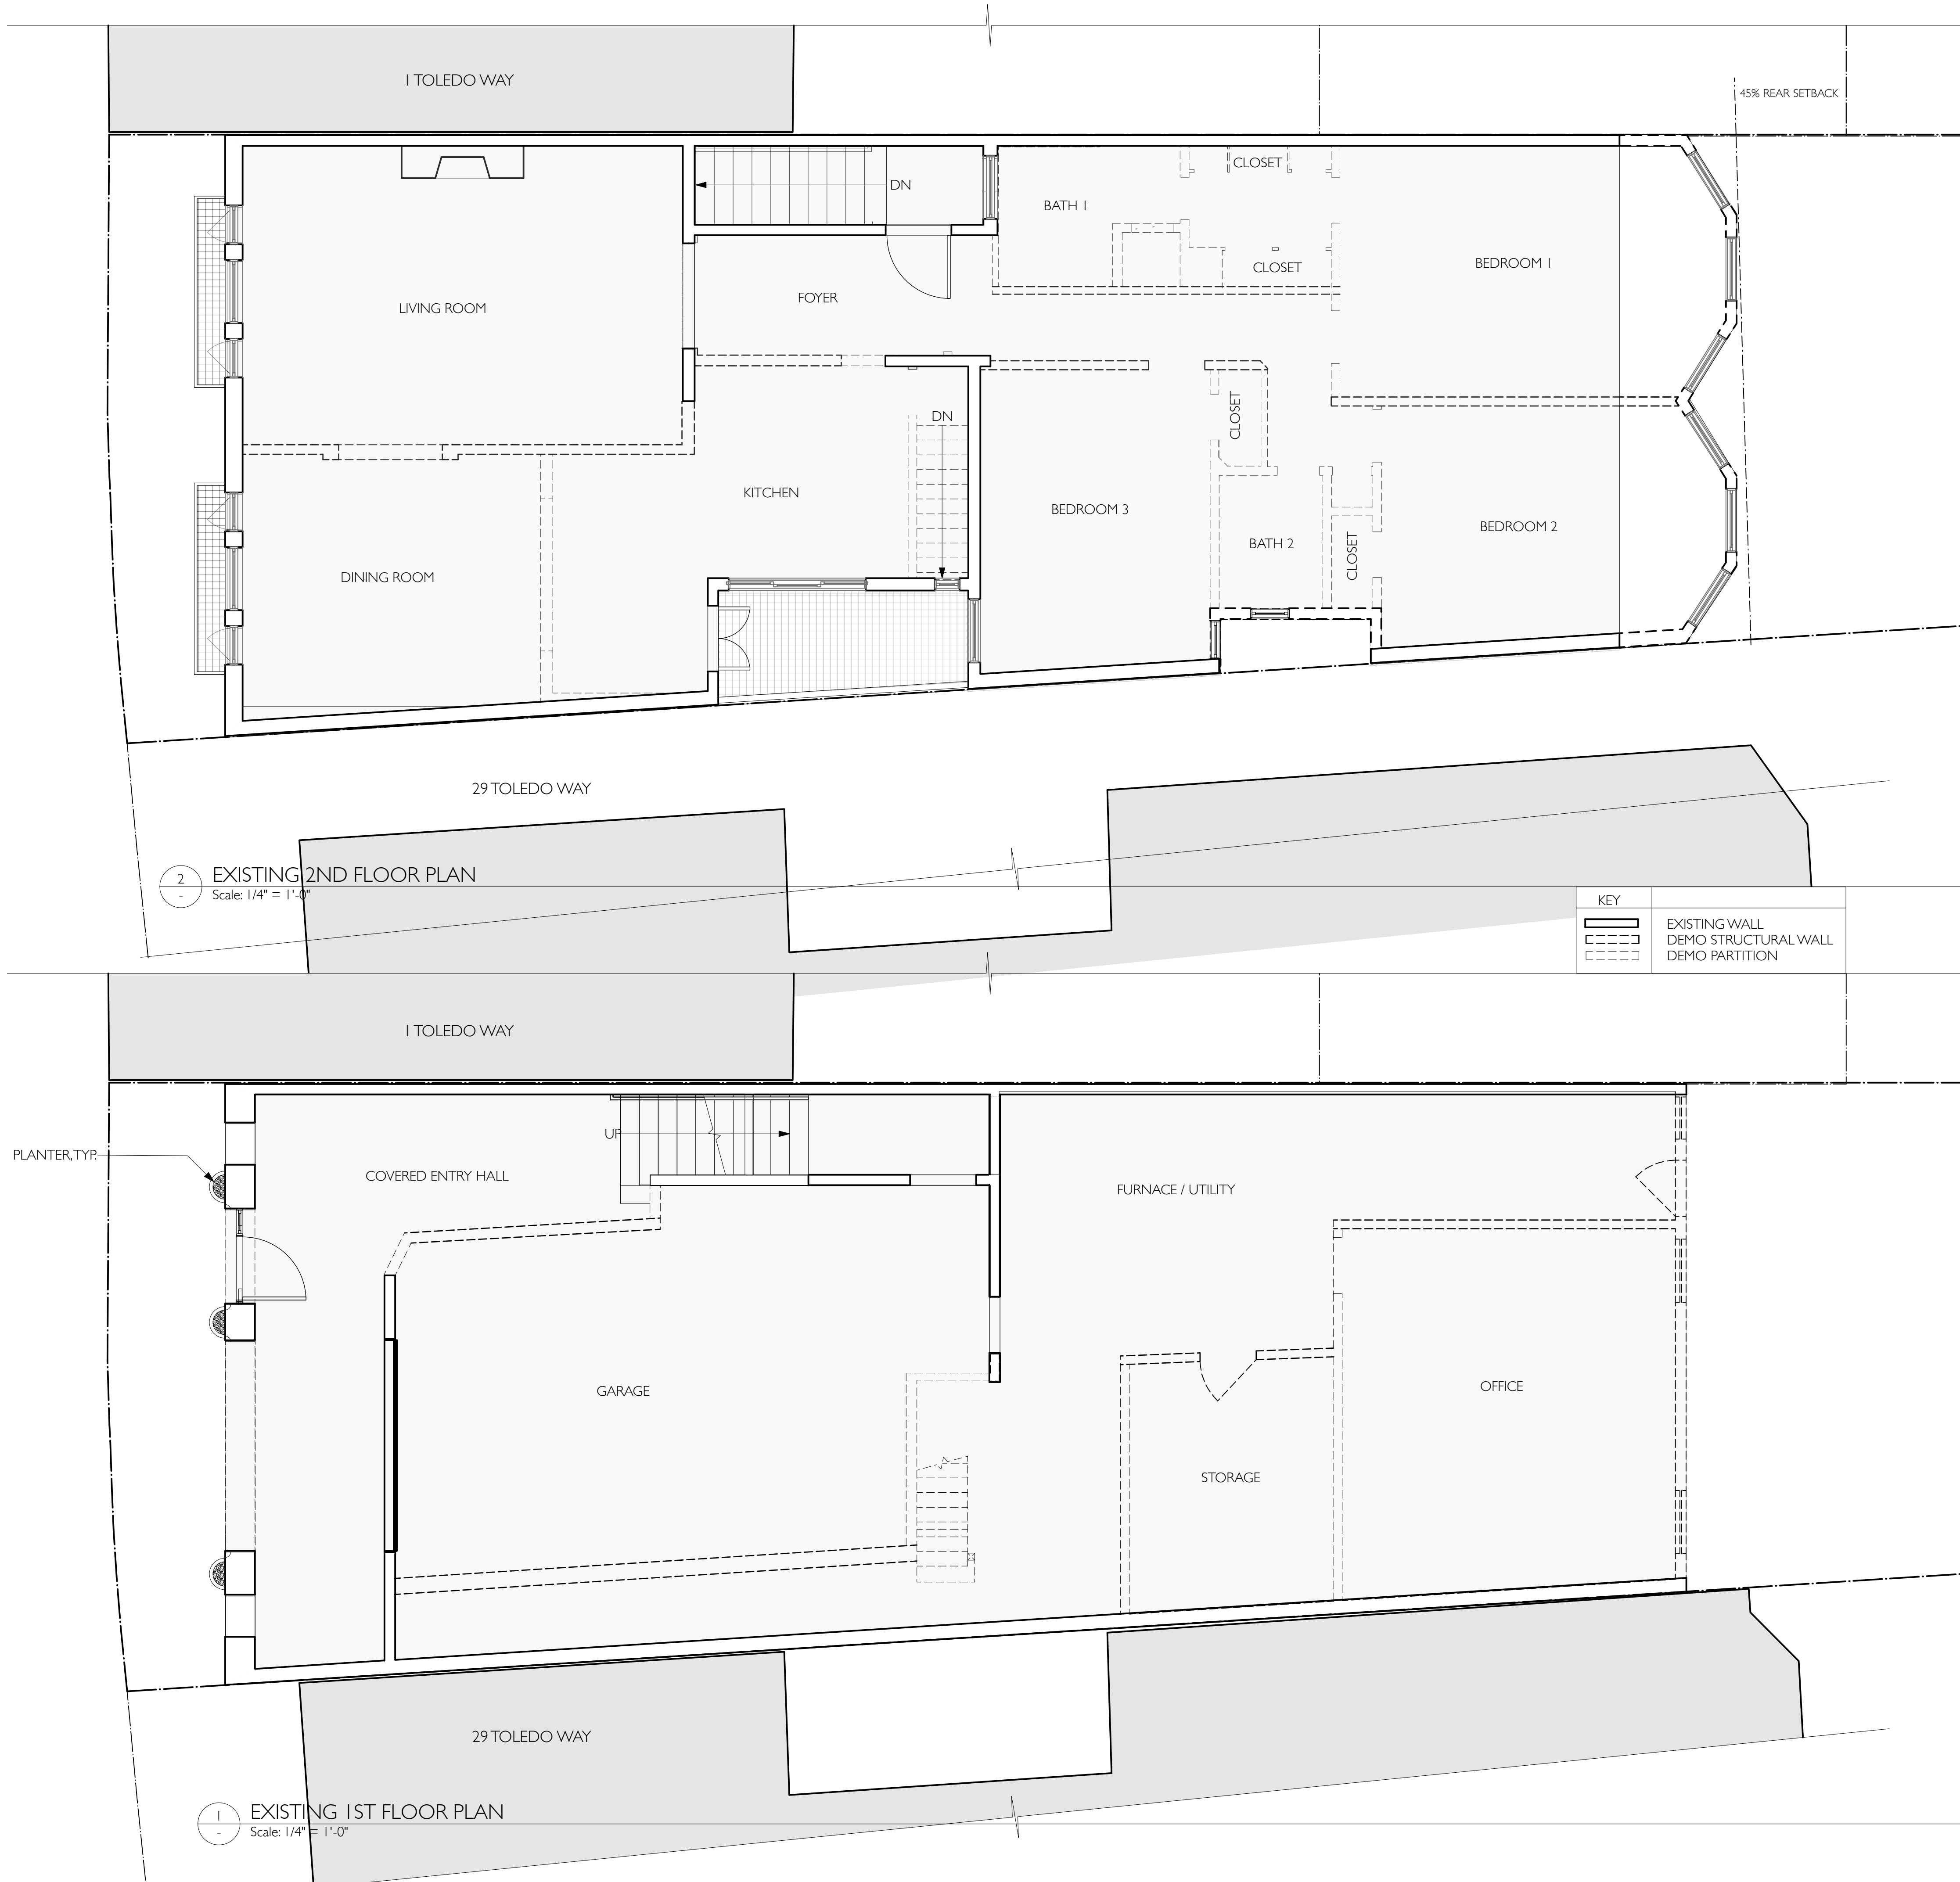 1 TOLEDO WAY
45% REAR SETBACK
CLOSET
DN
BATH 1
CLOSET
BEDROOM 1
FOYER
LIVING ROOM
DN
CLOSET
KITCHEN
BEDROOM 3
BEDROOM 2
BATH 2
CLOSET
DINING ROOM
29 TOLEDO WAY
2
-
EXISTING 2ND FLOOR PLAN
Scale: 1/4" = 1'-0"
KEY
EXISTING WALL
DEMO STRUCTURAL WALL
DEMO PARTITION
1 TOLEDO WAY
UP
PLANTER, TYP.
COVERED ENTRY HALL
FURNACE / UTILITY
GARAGE
OFFICE
STORAGE
29 TOLEDO WAY
1
-
EXISTING 1ST FLOOR PLAN
Scale: 1/4" = 1'-0"